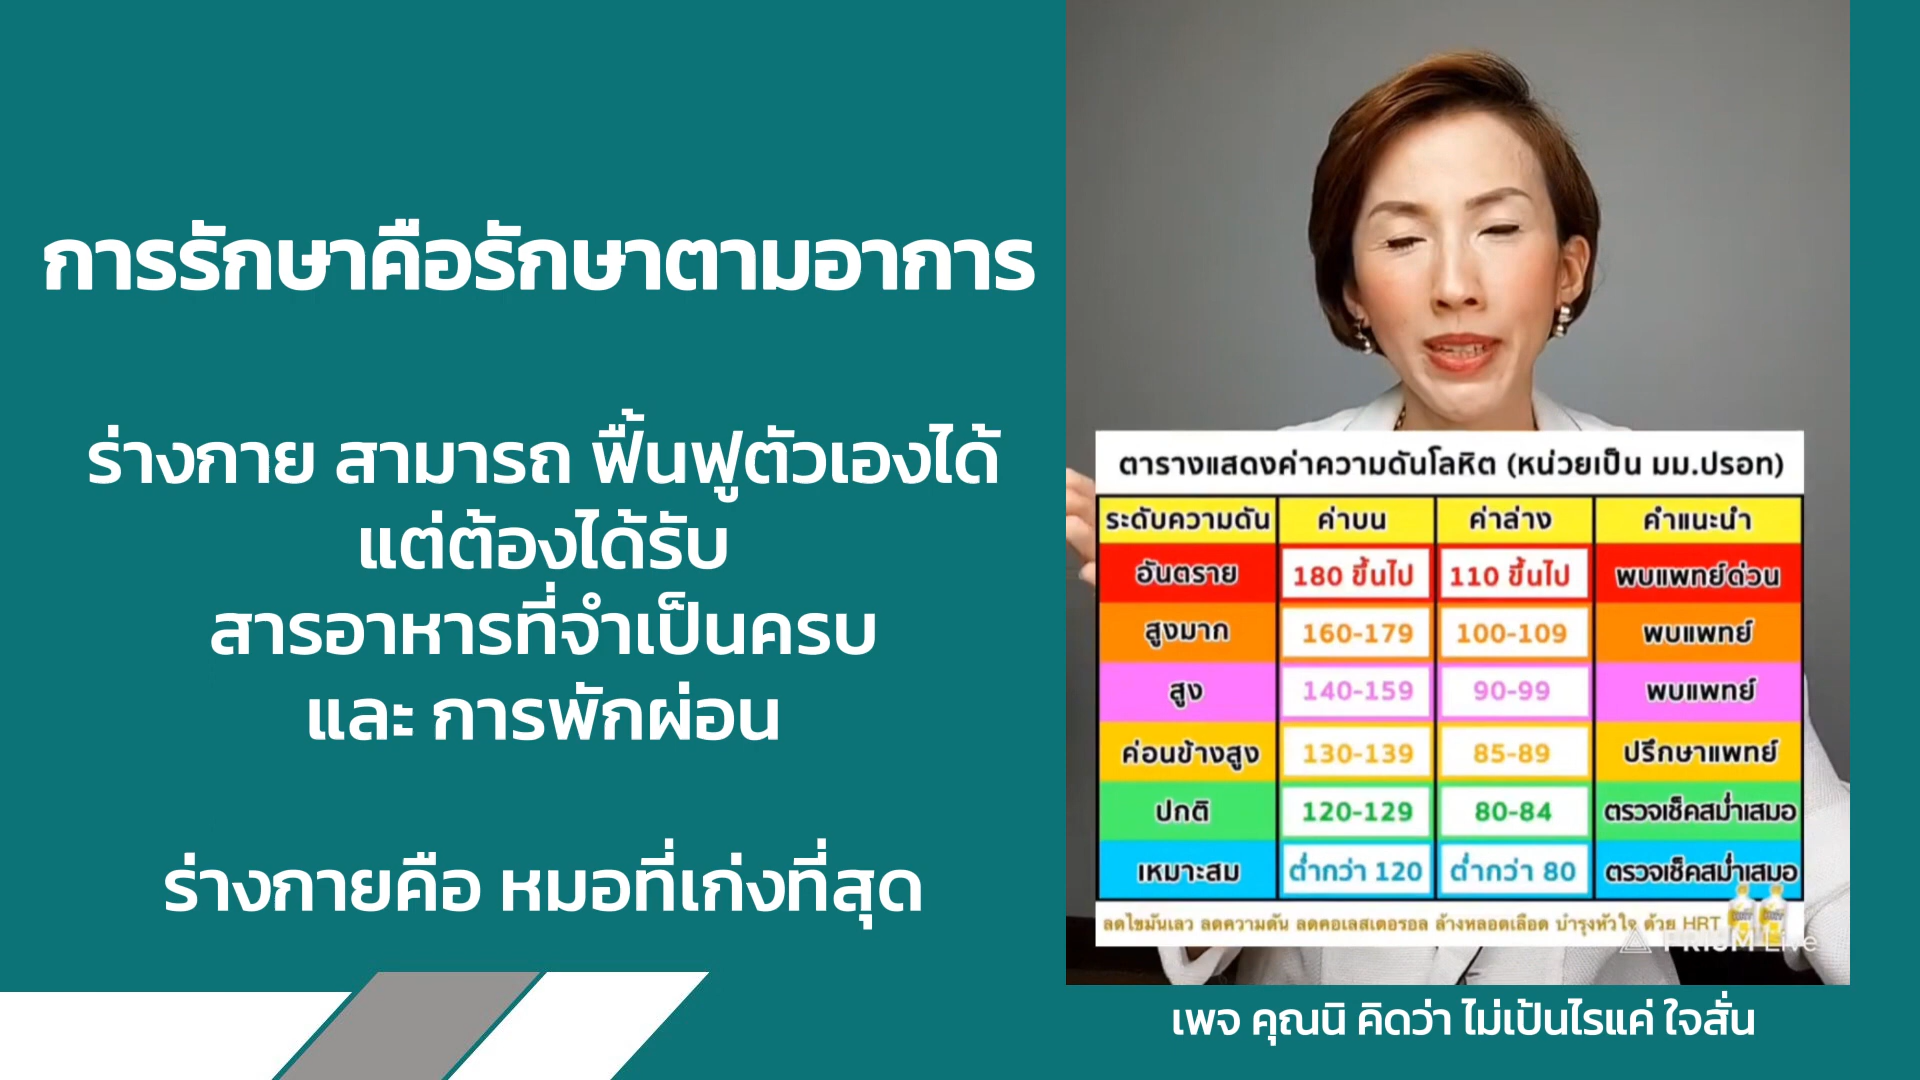 การรักษาคือรักษาตามอาการ
ร่างกาย สามารถ ฟื้นฟูตัวเองได้
แต่ต้องได้รับ
สารอาหารที่จำเป็นครบ
และ การพักผ่อน
ร่างกายคือ หมอที่เก่งที่สุด
ตารางแสดงค่าความดันโลหิต (หน่วยเป็น มม.ปรอท)
ระดับความดัน ค่าบน ค่าล่าง คำแนะนำ
อันตราย 180 ขึ้นไป 110 ขึ้นไป พบแพทย์ด่วน
สูงมาก 160-179 100-109 พบแพทย์
สูง 140-159 90-99 พบแพทย์
ค่อนข้างสูง 130-139 85-89 ปรึกษาแพทย์
ปกติ 120-129 80-84 ตรวจเช็คสม่ำเสมอ
เหมาะสม ต่ำกว่า 120 ต่ำกว่า 80 ตรวจเช็คสม่ำเสมอ
ลดไขมันเลว ลดความดัน ลดคอเลสเตอรอล ล้างหลอดเลือด บำรุงหัวใจ ด้วย HRT
PRISM Live
เพจ คุณนิ คิดว่า ไม่เป้นไรแค่ ใจสั่น